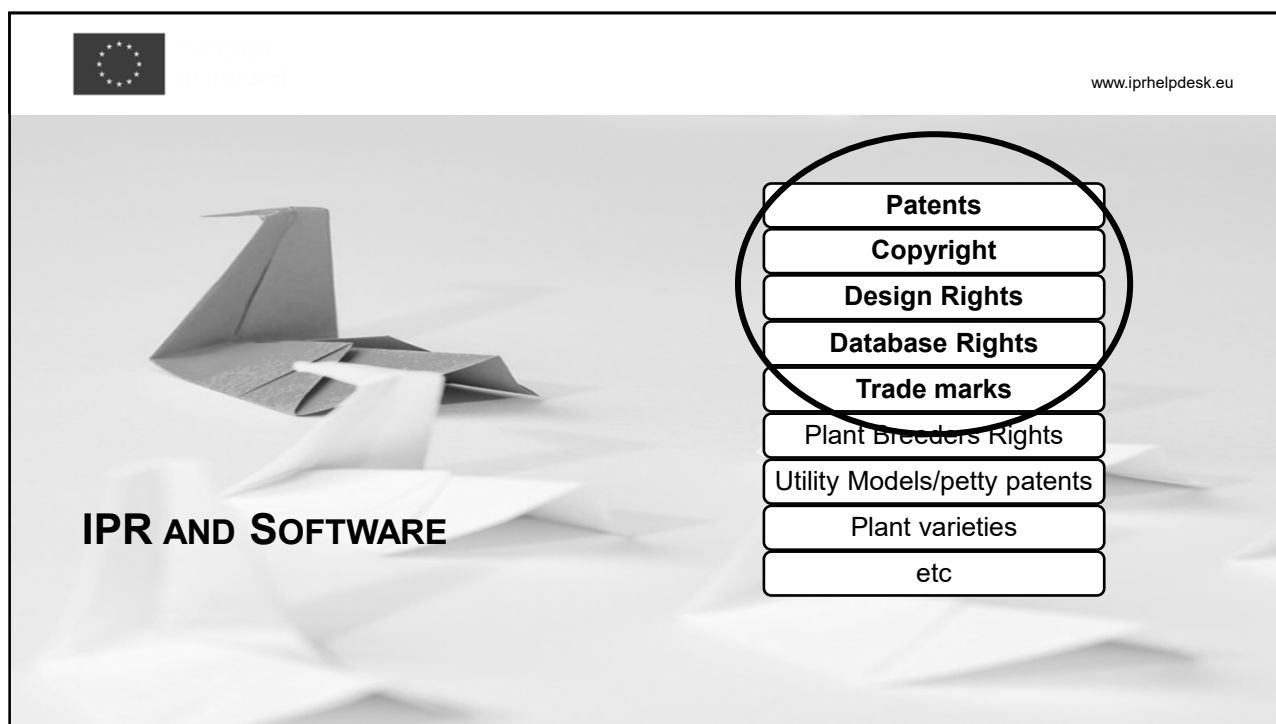 www.iprhelpdesk.eu
Patents
Copyright
Design Rights
Database Rights
Trade marks
Plant Breeders Rights
Utility Models/petty patents
Plant varieties
etc
IPR AND SOFTWARE